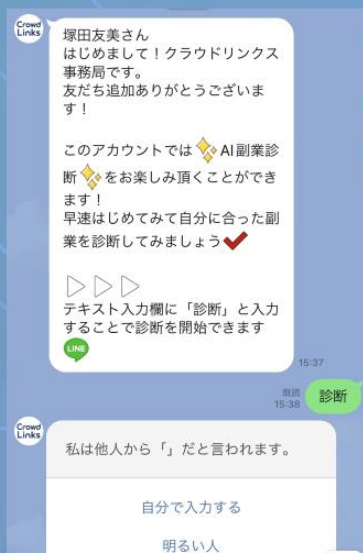 Crowd
Links
塚田友美さん
はじめまして！クラウドリンクス
事務局です。
友だち追加ありがとうございま
す！
このアカウントでは✨AI副業診
断✨をお楽しみ頂くことができ
ます！
早速はじめてみて自分に合った副
業を診断してみましょう✔
▷▷▷
テキスト入力欄に「診断」と入力
することで診断を開始できます
LINE
15:37
既読
15:38
診断
Crowd
Links
私は他人から「」だと言われます。
自分で入力する
明るい人